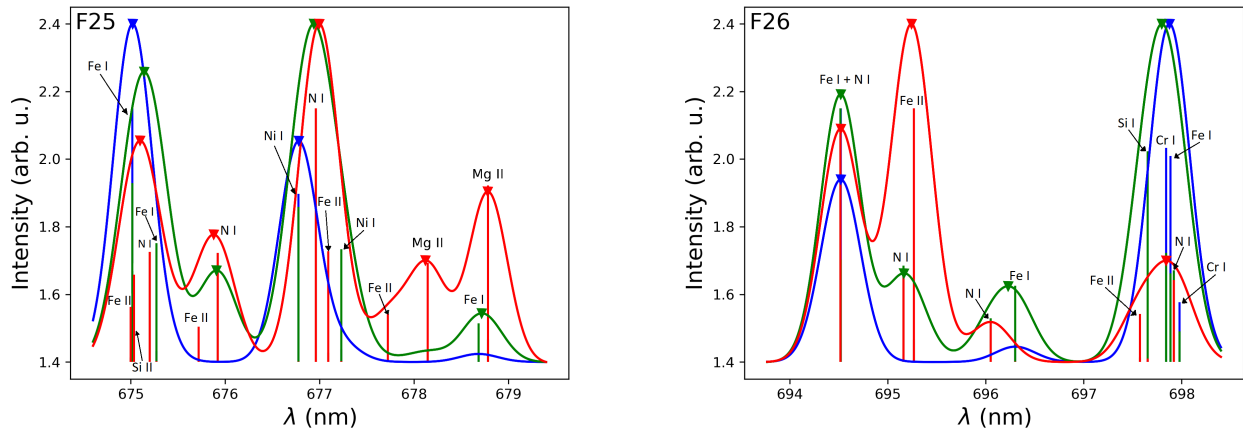 F25
2.4
2.2
2.0
1.8
1.6
1.4
Intensity (arb. u.)
Fe I
Fe II
N I
Fe I
Si II
N I
Fe II
Ni I
N I
Fe II
Ni I
Fe II
Mg II
Mg II
Fe I
675
676
677
678
679
λ (nm)
F26
2.4
2.2
2.0
1.8
1.6
1.4
Intensity (arb. u.)
Fe I + N I
Fe II
N I
N I
Fe I
Si I
Cr I
Fe I
Fe II
N I
Cr I
694
695
696
697
698
λ (nm)